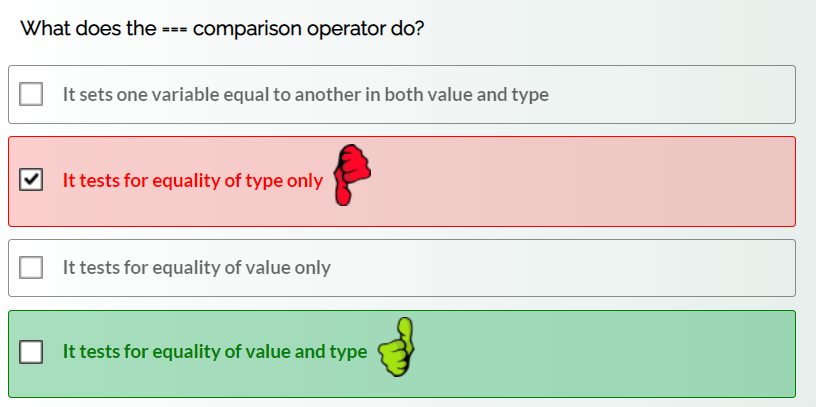 What does the === comparison operator do?
It sets one variable equal to another in both value and type
It tests for equality of type only
It tests for equality of value only
It tests for equality of value and type